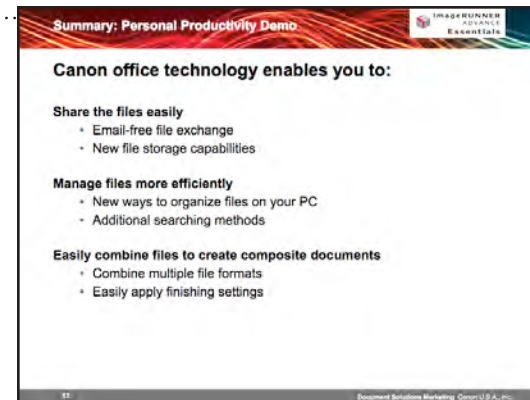 Summary: Personal Productivity Demo
imageRUNNER
ADVANCE
Essentials
Canon office technology enables you to:
Share the files easily
• Email-free file exchange
• New file storage capabilities
Manage files more efficiently
• New ways to organize files on your PC
• Additional searching methods
Easily combine files to create composite documents
• Combine multiple file formats
• Easily apply finishing settings
Document Solutions Marketing Canon U.S.A., Inc.